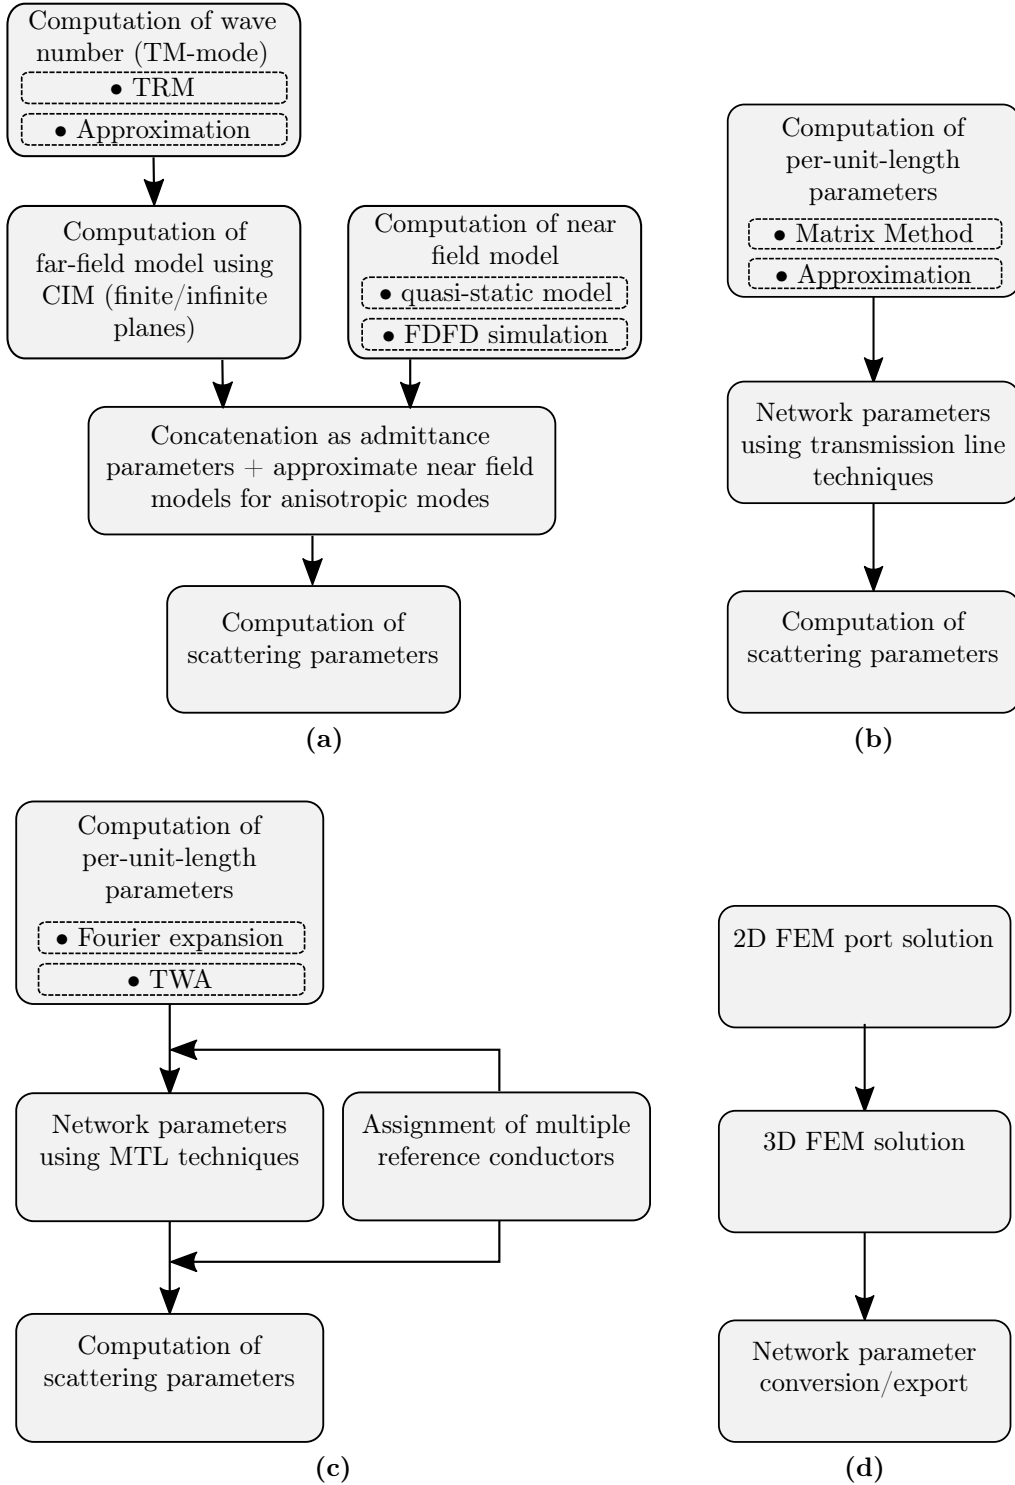 Computation of wave
number (TM-mode)
• TRM
• Approximation
Computation of
far-field model using
CIM (finite/infinite
planes)
Computation of near
field model
• quasi-static model
• FDFD simulation
Concatenation as admittance
parameters + approximate near field
models for anisotropic modes
Computation of
scattering parameters
(a)
Computation of
per-unit-length
parameters
• Matrix Method
• Approximation
Network parameters
using transmission line
techniques
Computation of
scattering parameters
(b)
Computation of
per-unit-length
parameters
• Fourier expansion
• TWA
Network parameters
using MTL techniques
Assignment of multiple
reference conductors
Computation of
scattering parameters
(c)
2D FEM port solution
3D FEM solution
Network parameter
conversion/export
(d)